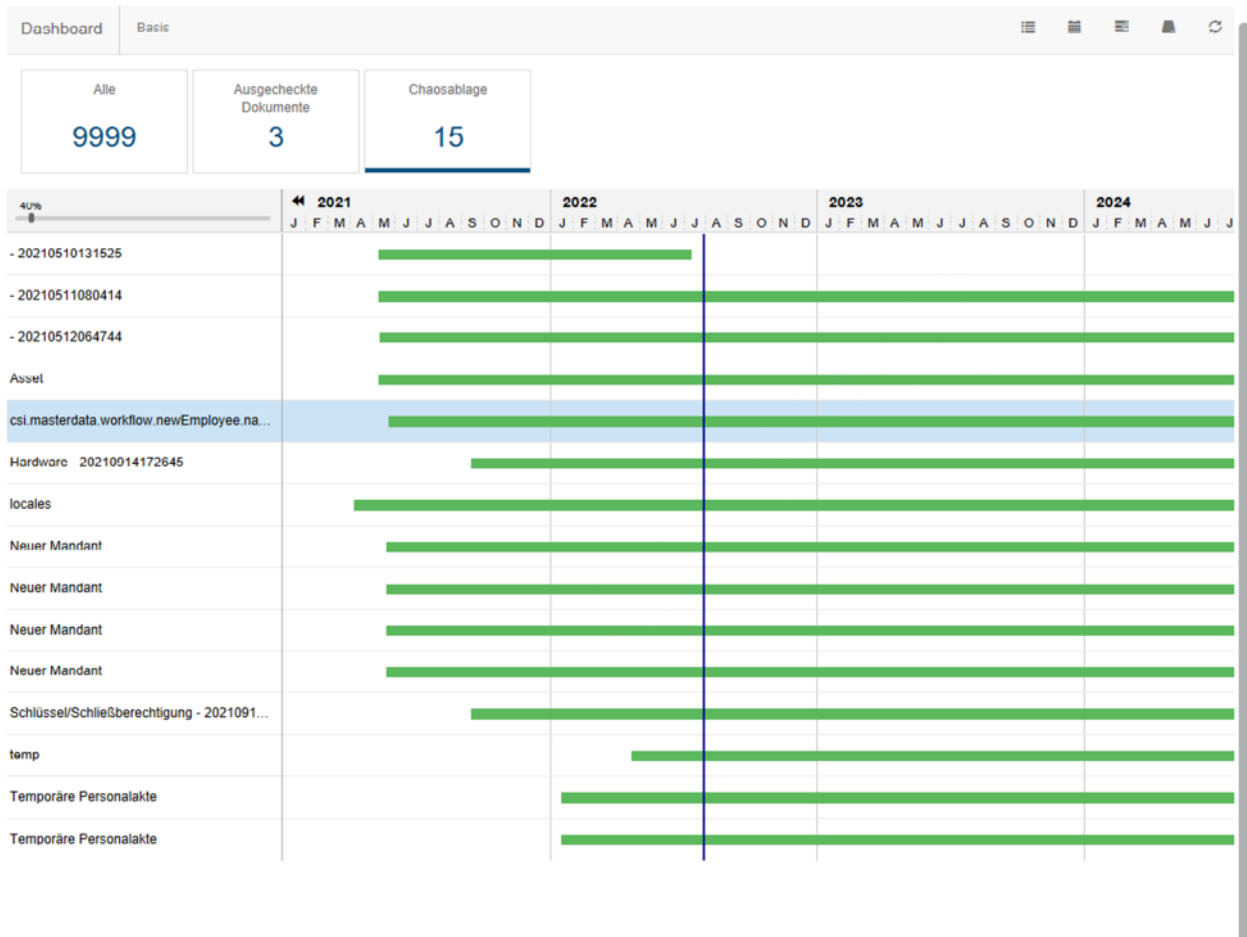 Dashboard Basis
Alle
9999
Ausgecheckte
Dokumente
3
Chaosablage
15
40%
2021 2022 2023 2024
J F M A M J J A S O N D J F M A M J J A S O N D J F M A M J J A S O N D J F M A M J J
- 20210510131525
- 20210511080414
- 20210512064744
Asset
csi.masterdata.workflow.newEmployee.na...
Hardware 20210914172645
locales
Neuer Mandant
Neuer Mandant
Neuer Mandant
Neuer Mandant
Schlüssel/Schließberechtigung - 2021091...
temp
Temporäre Personalakte
Temporäre Personalakte